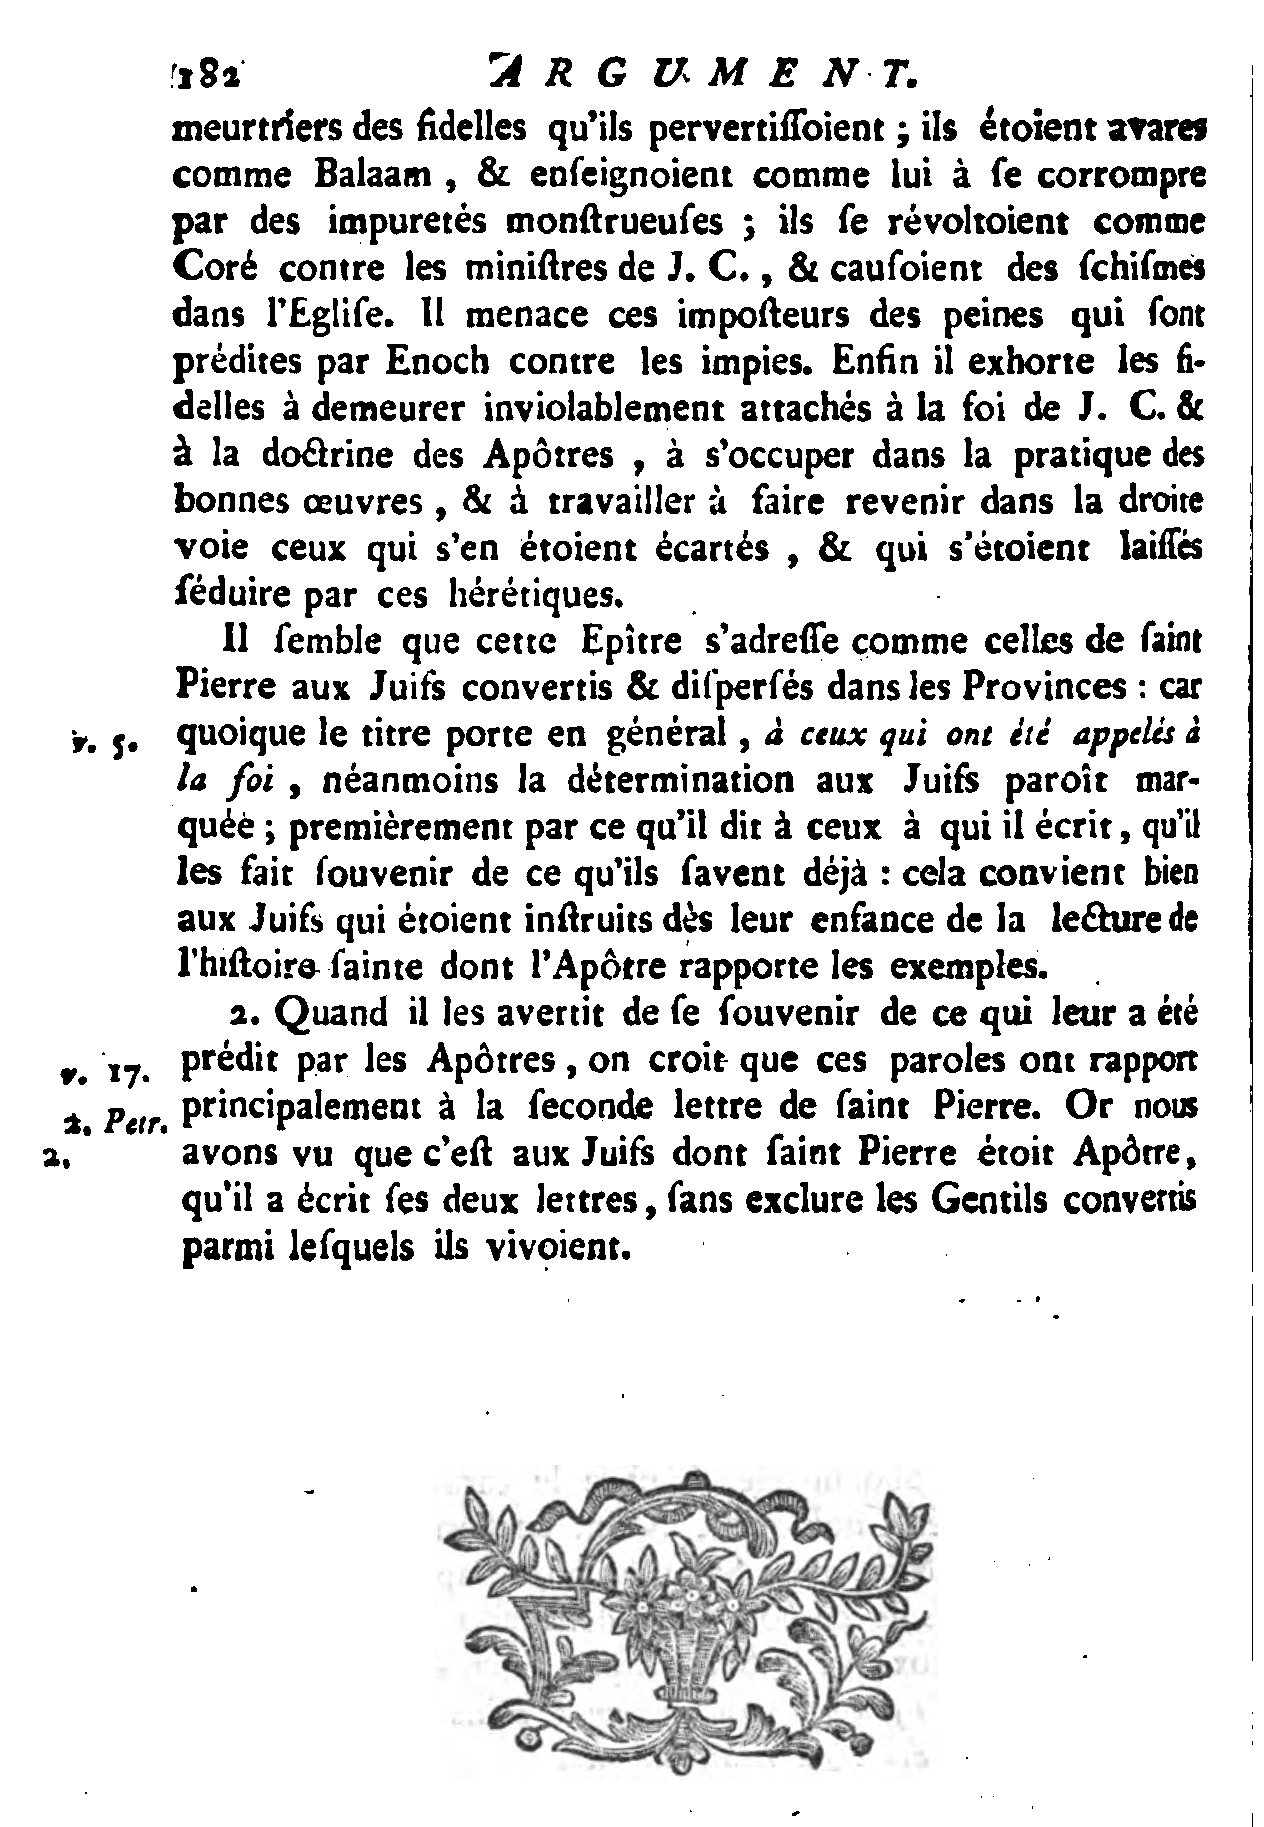 182 ARGUMENT.
meurtriers des fidelles qu'ils pervertiſſoient ; ils étoient avares
comme Balaam , & enſeignoient comme lui à ſe corrompre
par des impuretés monſtrueuſes ; ils ſe révoltoient comme
Coré contre les miniſtres de J. C. , & cauſoient des ſchiſmes
dans l'Egliſe. Il menace ces impoſteurs des peines qui ſont
prédites par Enoch contre les impies. Enfin il exhorte les fi-
delles à demeurer inviolablement attachés à la foi de J. C. &
à la doctrine des Apôtres , à s'occuper dans la pratique des
bonnes œuvres , & à travailler à faire revenir dans la droite
voie ceux qui s'en étoient écartés , & qui s'étoient laiſſés
ſéduire par ces hérétiques.
Il ſemble que cette Epître s'adreſſe comme celles de ſaint
Pierre aux Juifs convertis & diſperſés dans les Provinces : car
v. 5. quoique le titre porte en général , à ceux qui ont été appelés à
la foi , néanmoins la détermination aux Juifs paroît mar-
quée ; premièrement par ce qu'il dit à ceux à qui il écrit, qu'il
les fait ſouvenir de ce qu'ils ſavent déjà : cela convient bien
aux Juifs qui étoient inſtruits dès leur enfance de la lecture de
l'hiſtoire ſainte dont l'Apôtre rapporte les exemples.
2. Quand il les avertit de ſe ſouvenir de ce qui leur a été
v. 17. prédit par les Apôtres , on croit que ces paroles ont rapport
2. Petr. principalement à la ſeconde lettre de ſaint Pierre. Or nous
2. avons vu que c'eſt aux Juifs dont ſaint Pierre étoit Apôtre,
qu'il a écrit ſes deux lettres , ſans exclure les Gentils convertis
parmi leſquels ils vivoient.